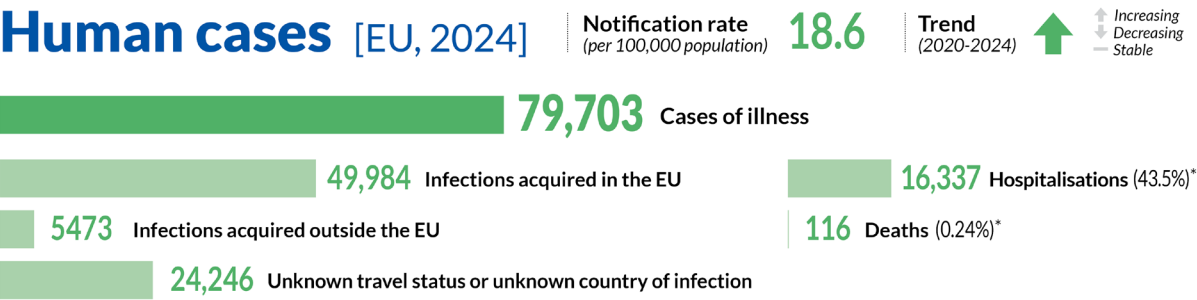 Human cases [EU, 2024]
Notification rate
(per 100,000 population)
18.6
Trend
(2020-2024)
Increasing
Decreasing
Stable
79,703 Cases of illness
49,984 Infections acquired in the EU
16,337 Hospitalisations (43.5%)*
5473 Infections acquired outside the EU
116 Deaths (0.24%)*
24,246 Unknown travel status or unknown country of infection